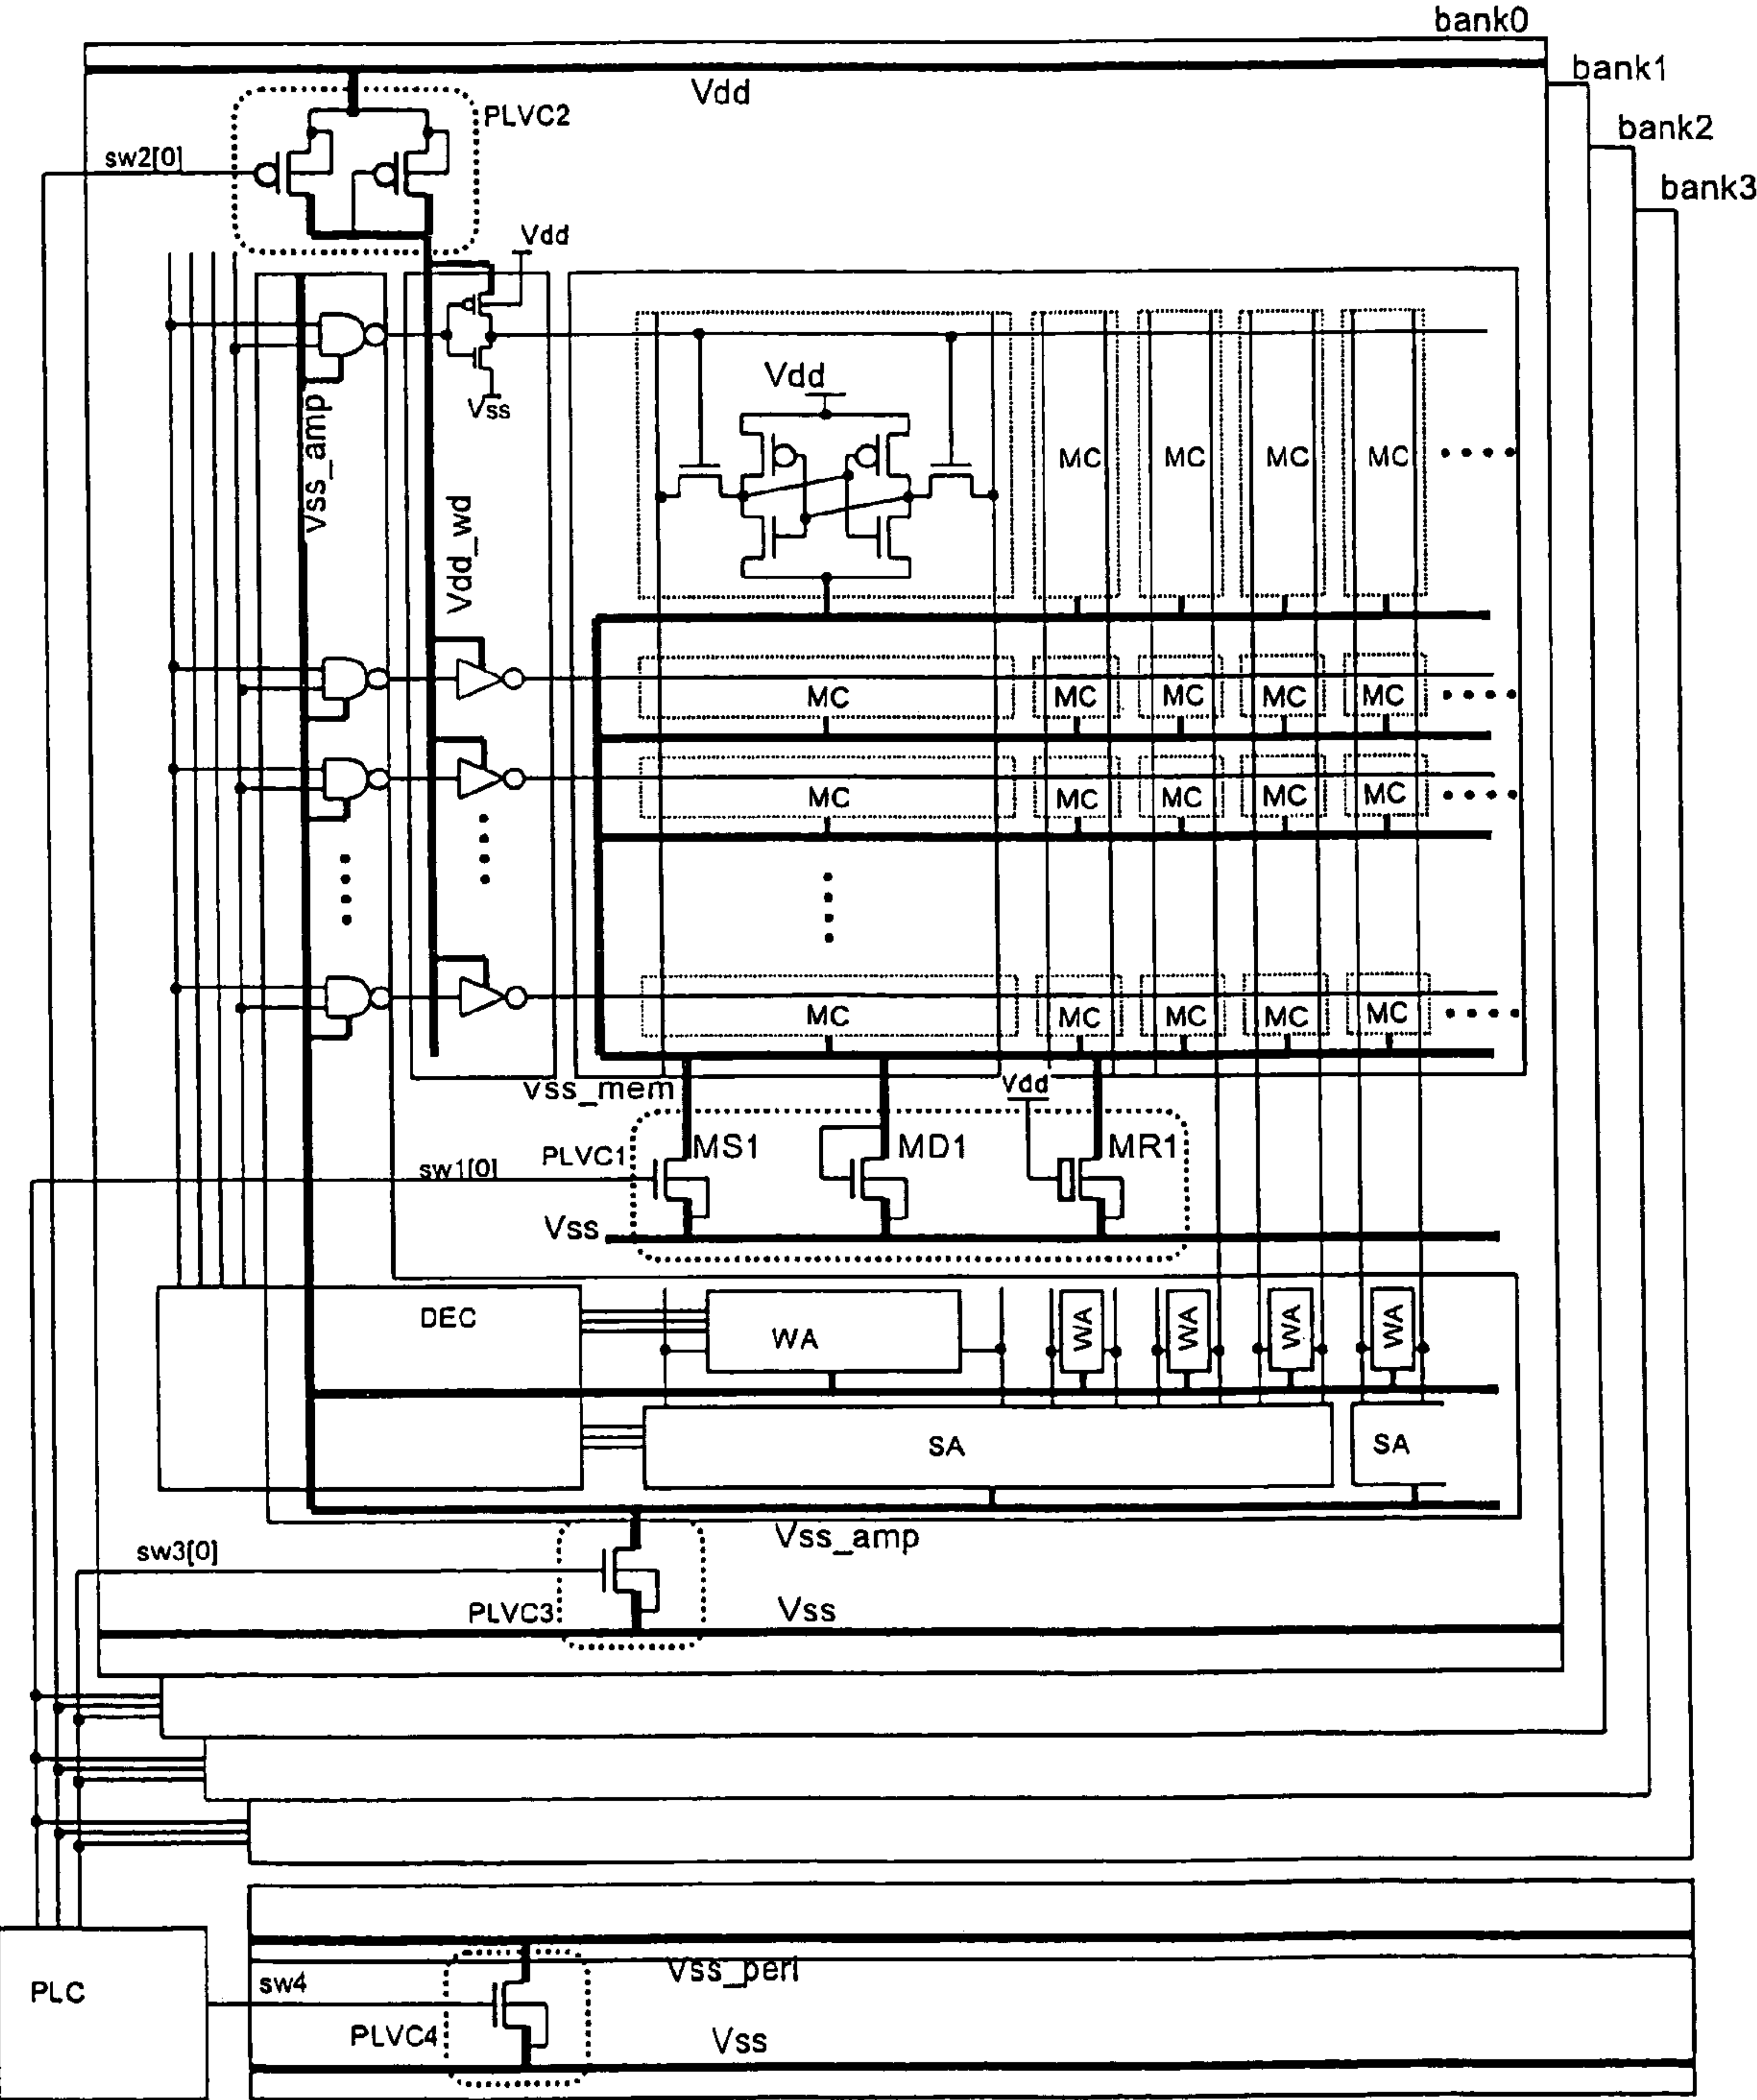 bank0
bank1
Vdd
PLVC2
bank2
sw2[0]
bank3
Vdd
Vdd
Vss
Vss_amp
MC MC MC MC
Vdd_wd
MC MC MC MC MC
MC MC MC MC MC
MC MC MC MC MC
vss_mem
Vdd
PLVC1
MS1
MD1
MR1
sw1[0]
Vss
DEC
WA
WA
WA
WA
WA
SA
SA
Vss_amp
sw3[0]
PLVC3
Vss
Vss_peri
sw4
PLC
PLVC4
Vss